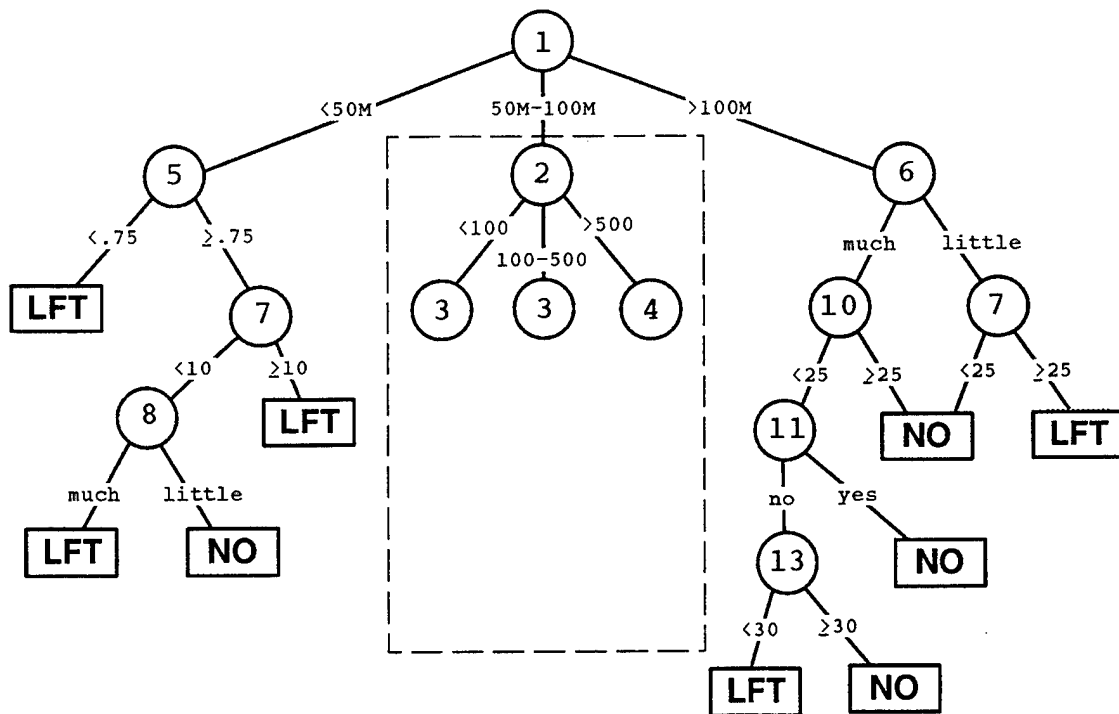 1
<50M 50M-100M >100M
5 2 6
<.75 ≥.75 <100 100-500 >500 much little
LFT 7 3 3 4 10 7
<10 ≥10 <25 ≥25 <25 ≥25
8 LFT 11 NO LFT
much little no yes
LFT NO 13 NO
<30 ≥30
LFT NO